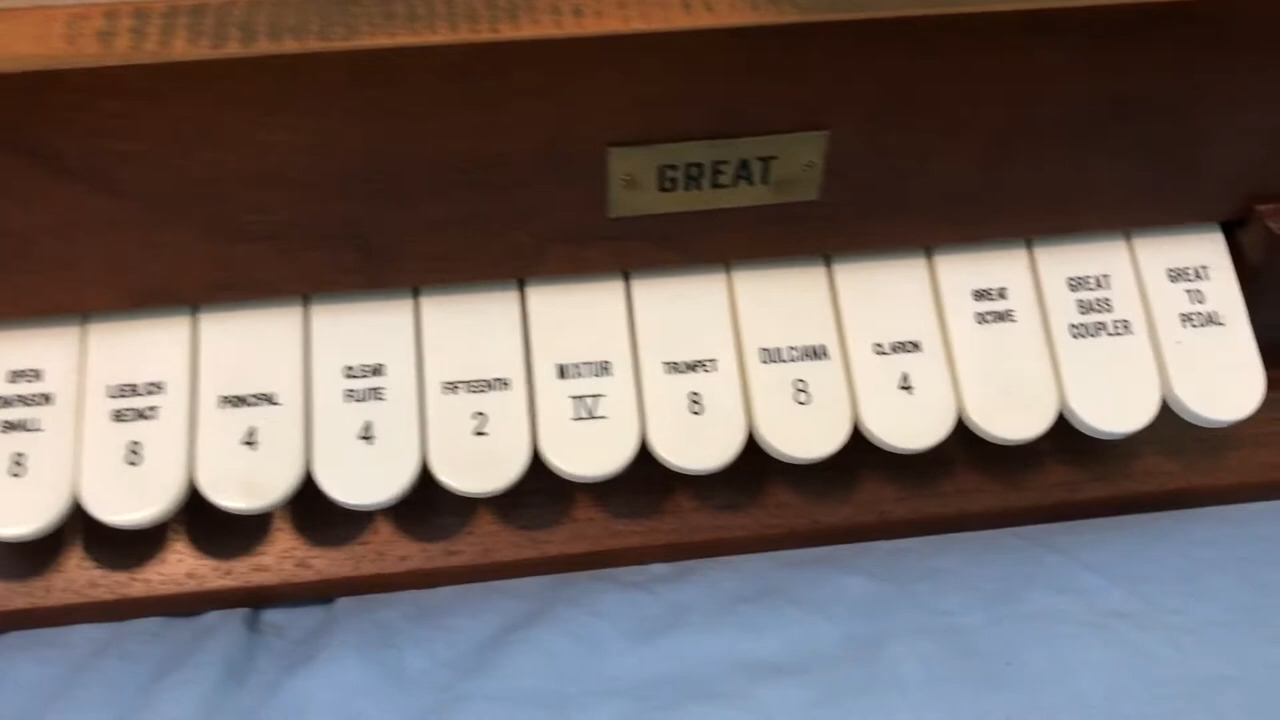 GREAT
OPEN
DIAPASON
SMALL
8
LIEBLICH
GEDACT
8
PRINCIPAL
4
CLEAR
FLUTE
4
FIFTEENTH
2
MIXTUR
IV
TRUMPET
8
DULCIANA
8
CLARION
4
GREAT
OCTAVE
GREAT
BASS
COUPLER
GREAT
TO
PEDAL